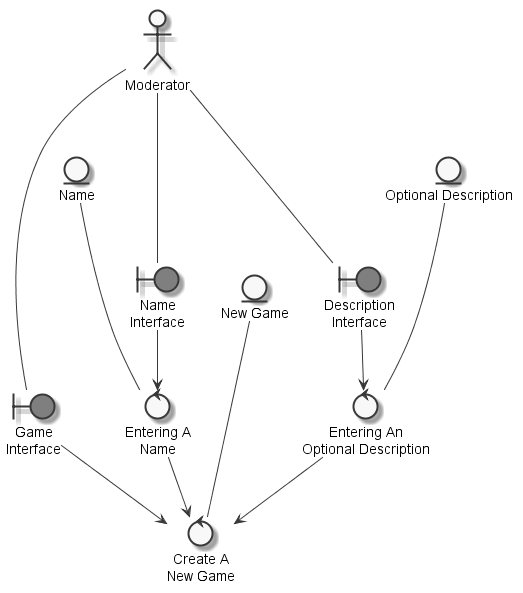 Moderator
Name
Optional Description
Name
Interface
New Game
Description
Interface
Game
Interface
Entering A
Name
Entering An
Optional Description
Create A
New Game